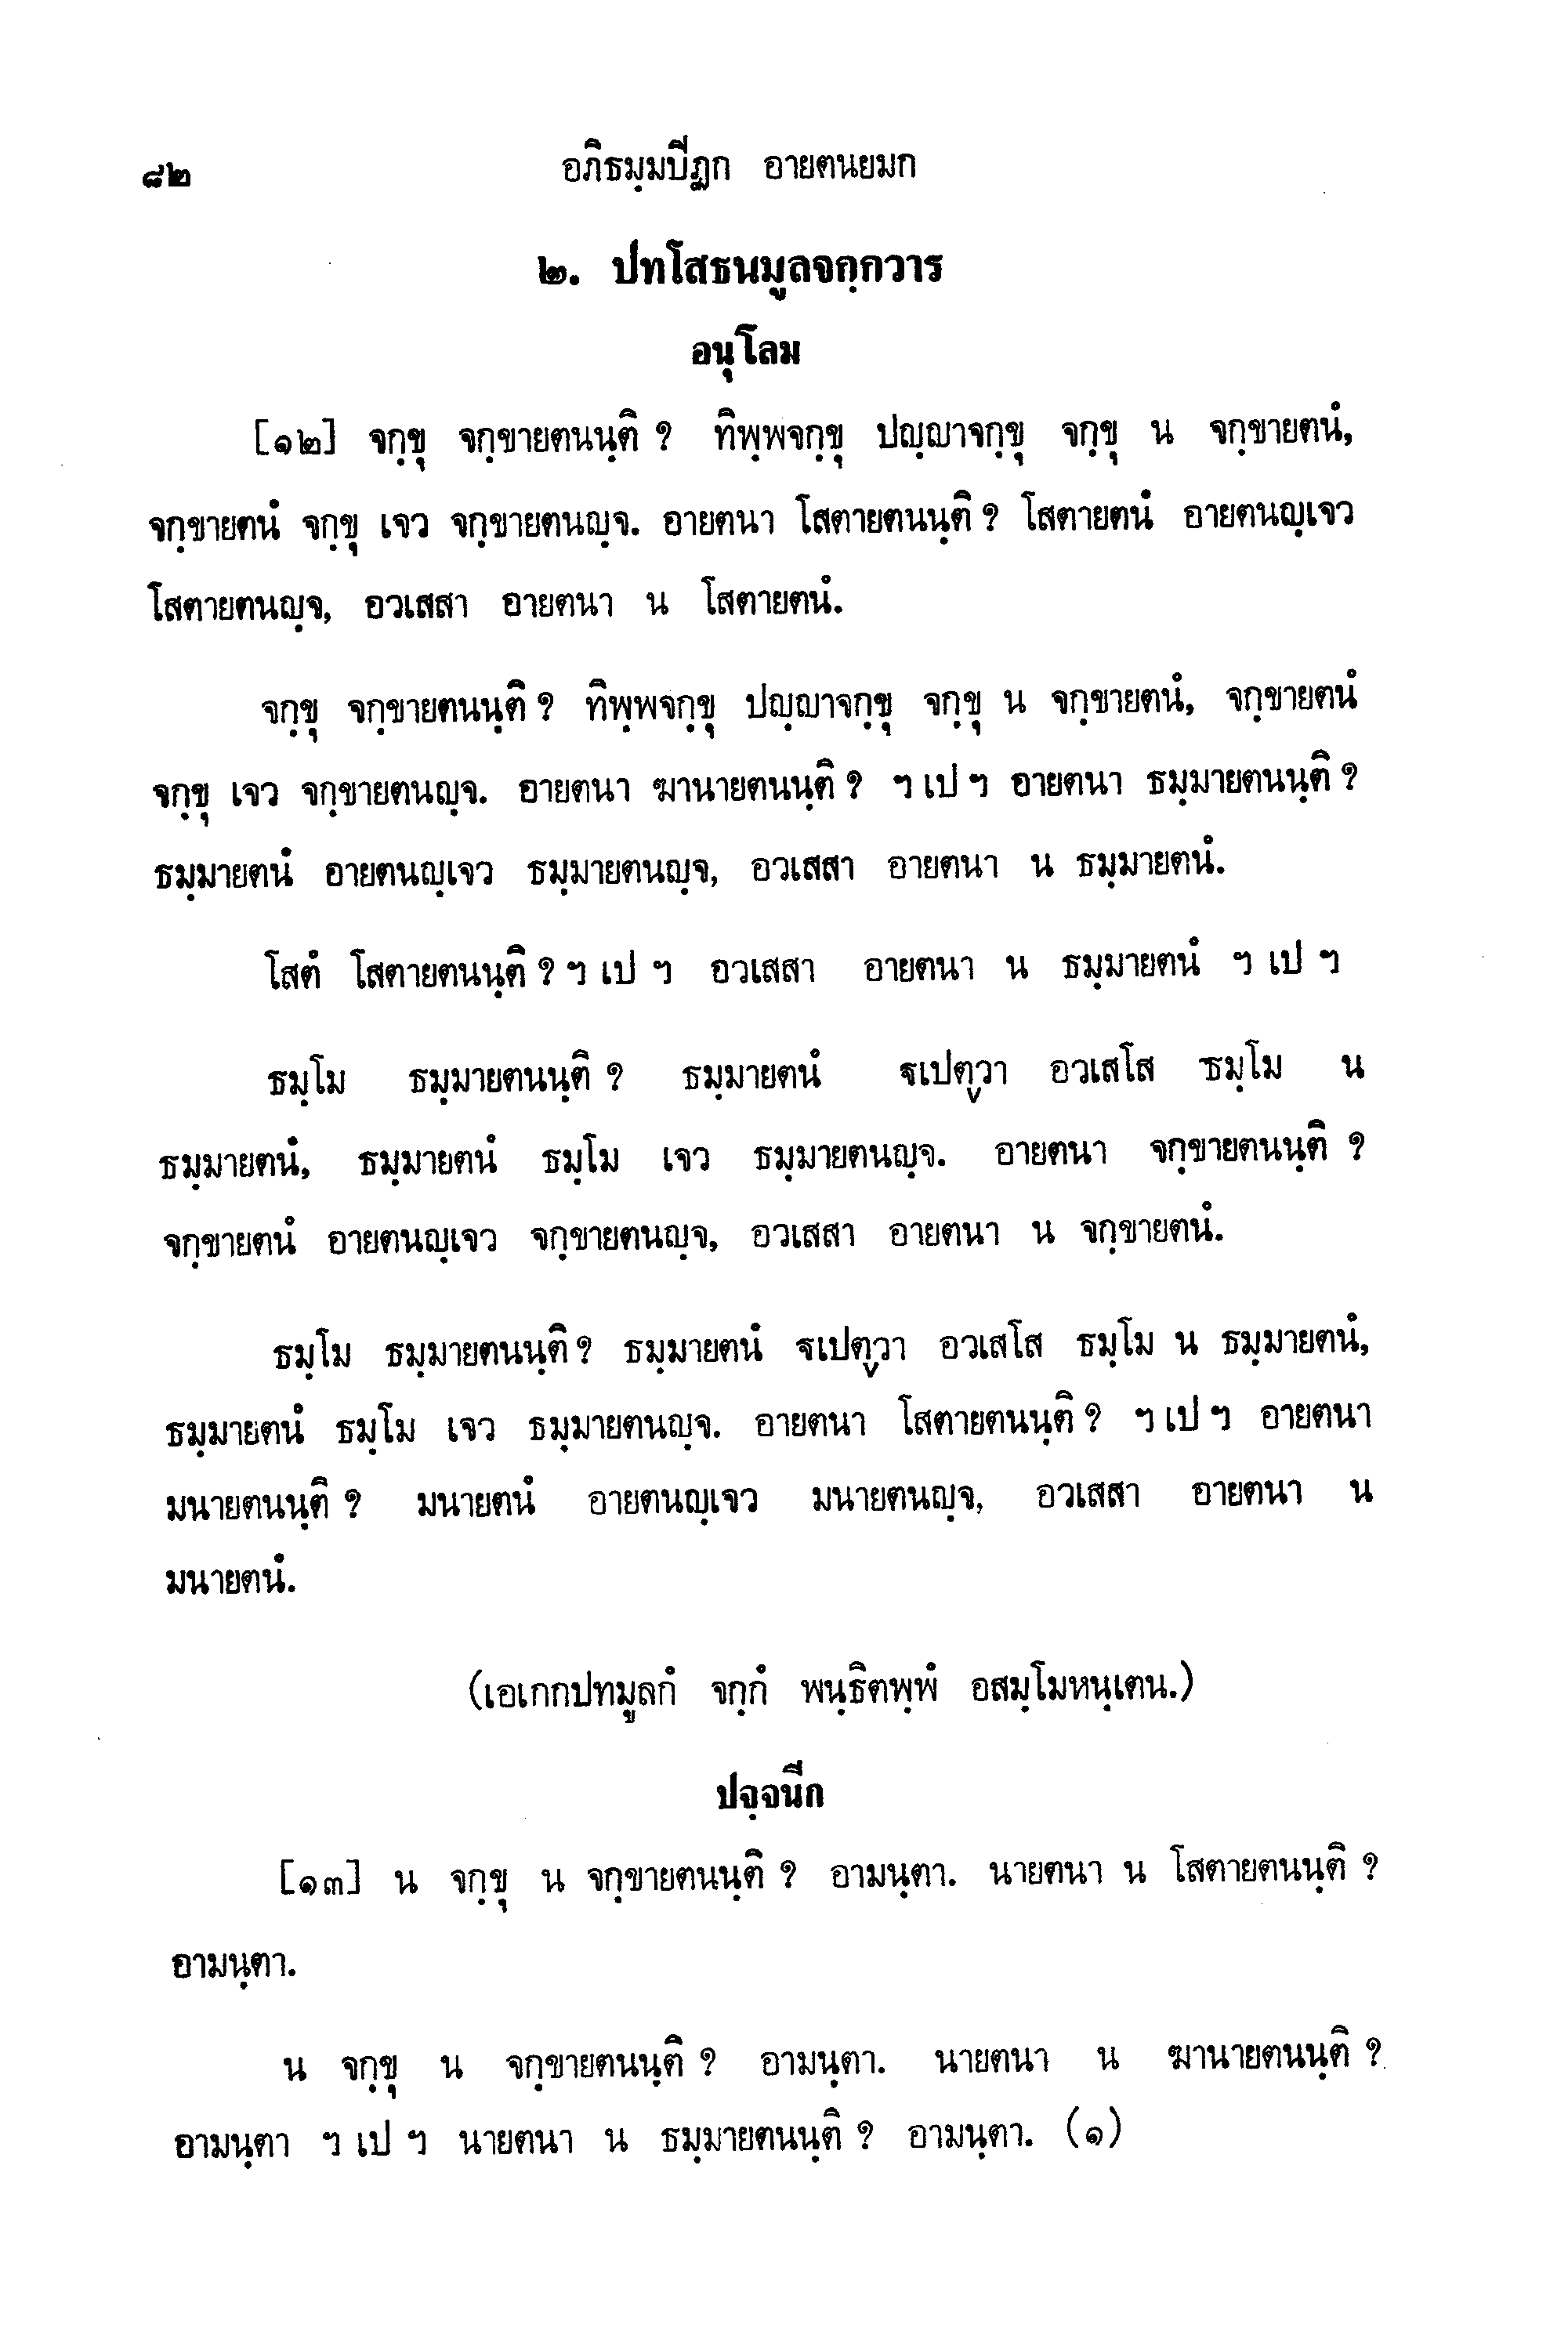 ๘๒ อภิธมฺมปีฏก อายตนยมก
๒. ปทโสธนมูลจกฺกวาร
อนุโลม
[๑๒] จกฺขุ จกฺขายตนนฺติ ? ทิพฺพจกฺขุ ปญฺญาจกฺขุ จกฺขุ น จกฺขายตนํ,
จกฺขายตนํ จกฺขุ เจว จกฺขายตนญฺจ. อายตนา โสตายตนนฺติ ? โสตายตนํ อายตนญฺเจว
โสตายตนญฺจ, อวเสสา อายตนา น โสตายตนํ.
จกฺขุ จกฺขายตนนฺติ ? ทิพฺพจกฺขุ ปญฺญาจกฺขุ จกฺขุ น จกฺขายตนํ, จกฺขายตนํ
จกฺขุ เจว จกฺขายตนญฺจ. อายตนา ฆานายตนนฺติ ? ฯ เป ฯ อายตนา ธมฺมายตนนฺติ ?
ธมฺมายตนํ อายตนญฺเจว ธมฺมายตนญฺจ, อวเสสา อายตนา น ธมฺมายตนํ.
โสตํ โสตายตนนฺติ ? ฯ เป ฯ อวเสสา อายตนา น ธมฺมายตนํ ฯ เป ฯ
ธมฺโม ธมฺมายตนนฺติ ? ธมฺมายตนํ ฐเปตฺวา อวเสโส ธมฺโม น
ธมฺมายตนํ, ธมฺมายตนํ ธมฺโม เจว ธมฺมายตนญฺจ. อายตนา จกฺขายตนนฺติ ?
จกฺขายตนํ อายตนญฺเจว จกฺขายตนญฺจ, อวเสสา อายตนา น จกฺขายตนํ.
ธมฺโม ธมฺมายตนนฺติ ? ธมฺมายตนํ ฐเปตฺวา อวเสโส ธมฺโม น ธมฺมายตนํ,
ธมฺมายตนํ ธมฺโม เจว ธมฺมายตนญฺจ. อายตนา โสตายตนนฺติ ? ฯ เป ฯ อายตนา
มนายตนนฺติ ? มนายตนํ อายตนญฺเจว มนายตนญฺจ, อวเสสา อายตนา น
มนายตนํ.
(เอเกกปทมูลกํ จกฺกํ พนฺธิตพฺพํ อสมฺโมหนฺเตน.)
ปจฺจนีก
[๑๓] น จกฺขุ น จกฺขายตนนฺติ ? อามนฺตา. นายตนา น โสตายตนนฺติ ?
อามนฺตา.
น จกฺขุ น จกฺขายตนนฺติ ? อามนฺตา. นายตนา น ฆานายตนนฺติ ?
อามนฺตา ฯ เป ฯ นายตนา น ธมฺมายตนนฺติ ? อามนฺตา. (๑)